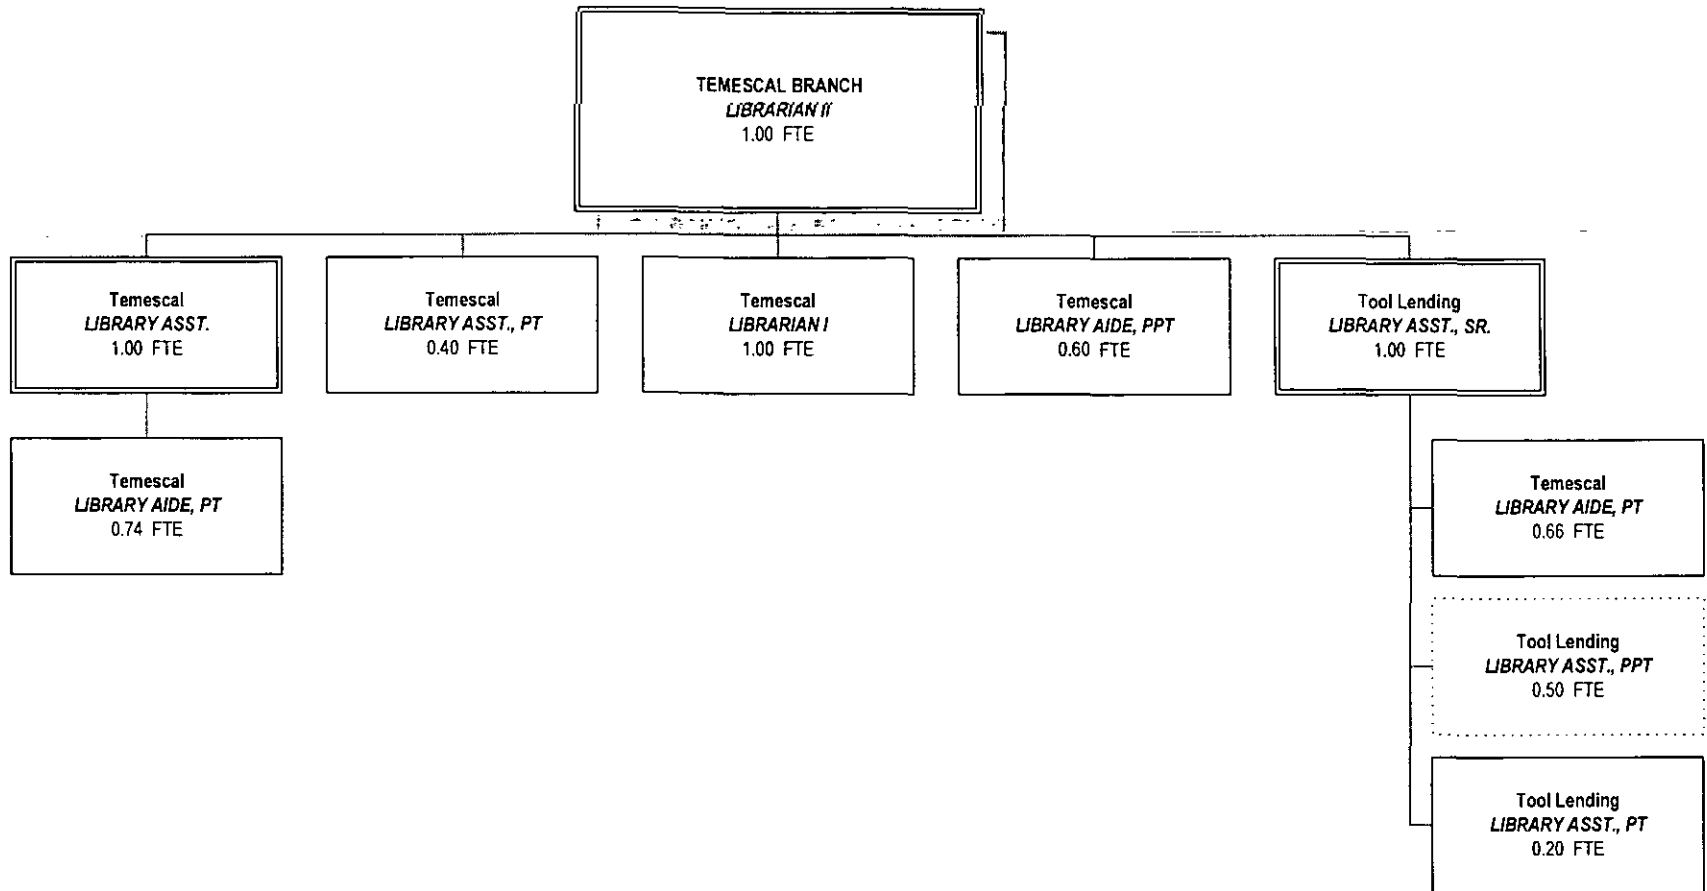 TEMESCAL BRANCH
LIBRARIAN II
1.00 FTE
Temescal
LIBRARY ASST.
1.00 FTE
Temescal
LIBRARY ASST., PT
0.40 FTE
Temescal
LIBRARIAN I
1.00 FTE
Temescal
LIBRARY AIDE, PPT
0.60 FTE
Tool Lending
LIBRARY ASST., SR.
1.00 FTE
Temescal
LIBRARY AIDE, PT
0.74 FTE
Temescal
LIBRARY AIDE, PT
0.66 FTE
Tool Lending
LIBRARY ASST., PPT
0.50 FTE
Tool Lending
LIBRARY ASST., PT
0.20 FTE